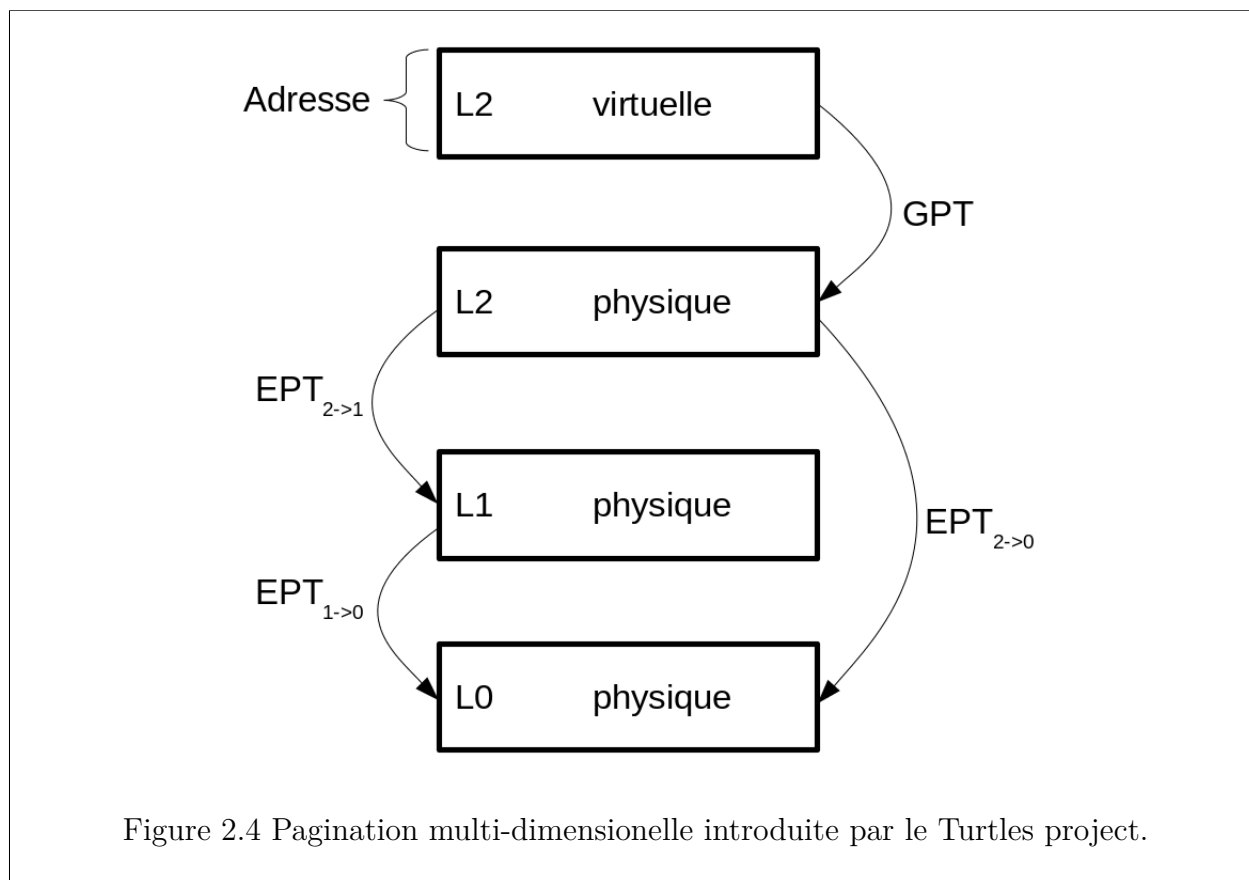 Adresse
L2 virtuelle
GPT
L2 physique
EPT2->1
L1 physique
EPT2->0
EPT1->0
L0 physique
Figure 2.4 Pagination multi-dimensionelle introduite par le Turtles project.